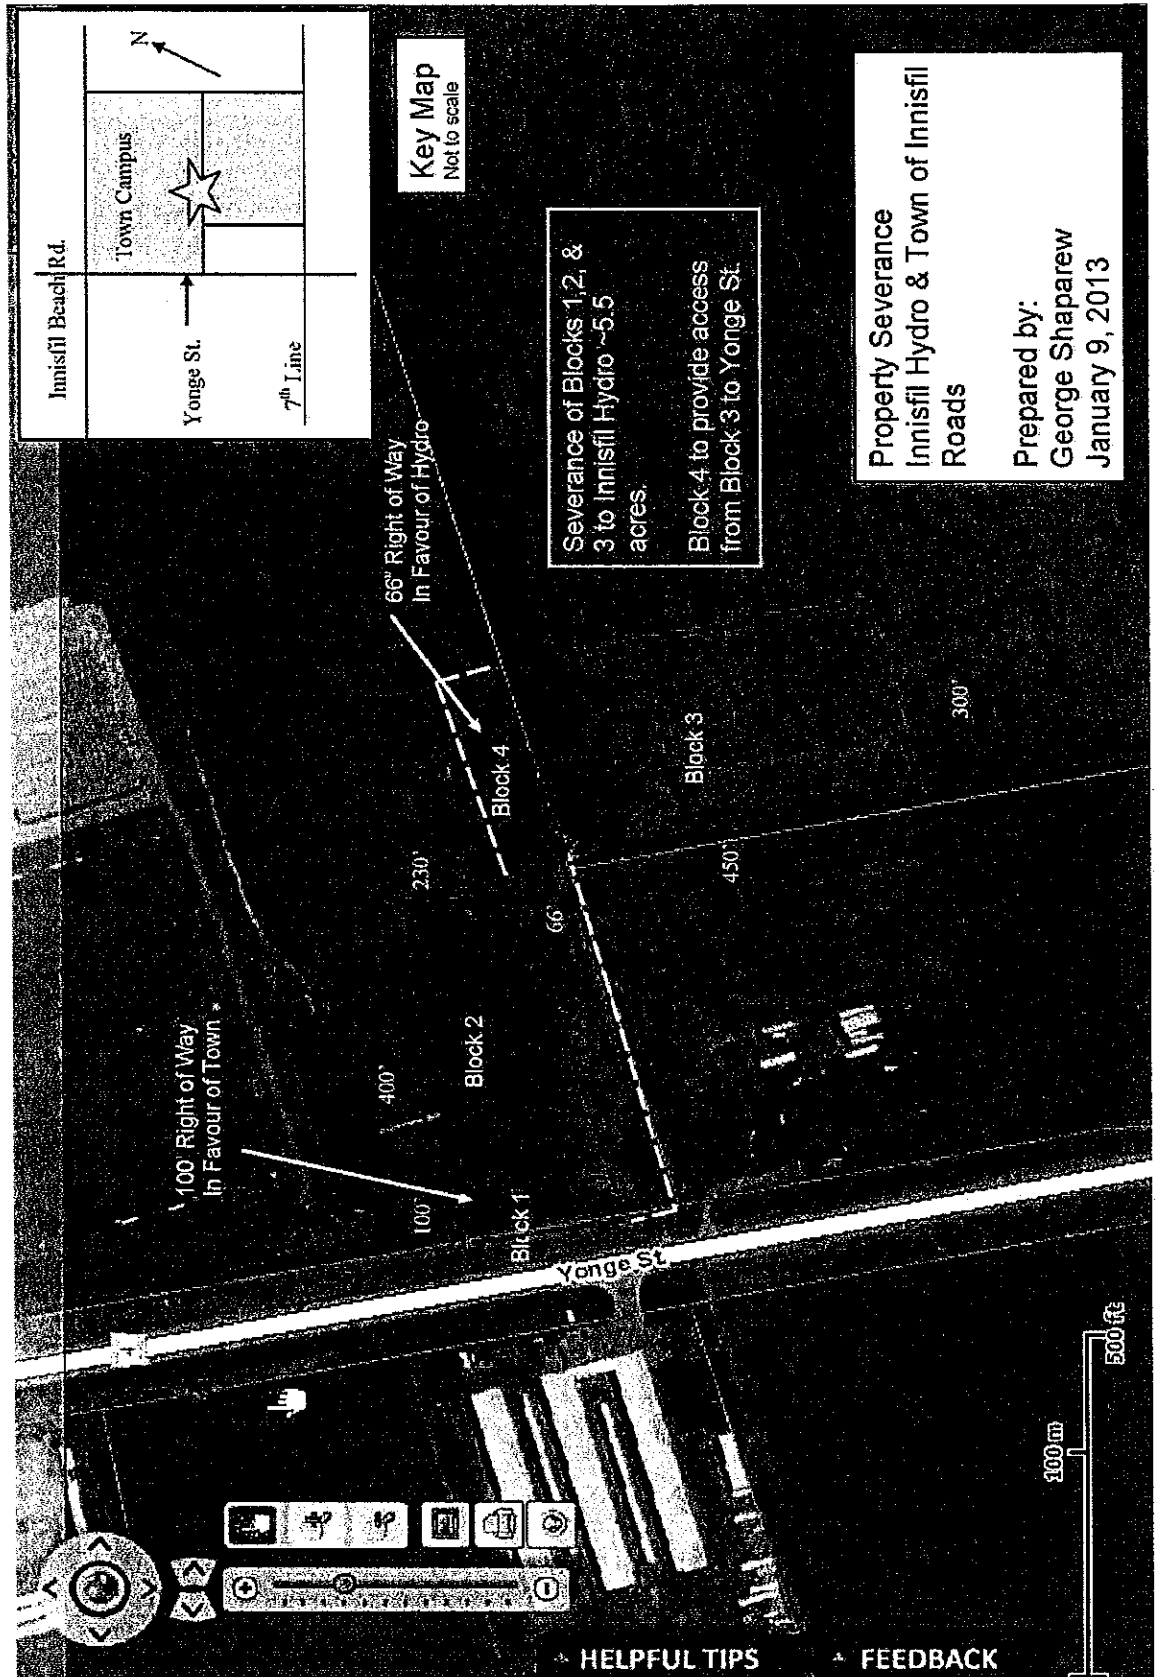 Innisfil Beach Rd.
Town Campus
N
Yonge St.
7th Line
Key Map
Not to scale
100' Right of Way
In Favour of Town
66" Right of Way
In Favour of Hydro
Severance of Blocks 1,2, &
3 to Innisfil Hydro ~5.5
acres.
Block 4 to provide access
from Block 3 to Yonge St.
400'
230'
100'
Block 1
Block 2
Block 4
66'
Block 3
450'
300'
4
Yonge St
Property Severance
Innisfil Hydro & Town of Innisfil
Roads
Prepared by:
George Shaparew
January 9, 2013
100 m
500 ft
HELPFUL TIPS
FEEDBACK